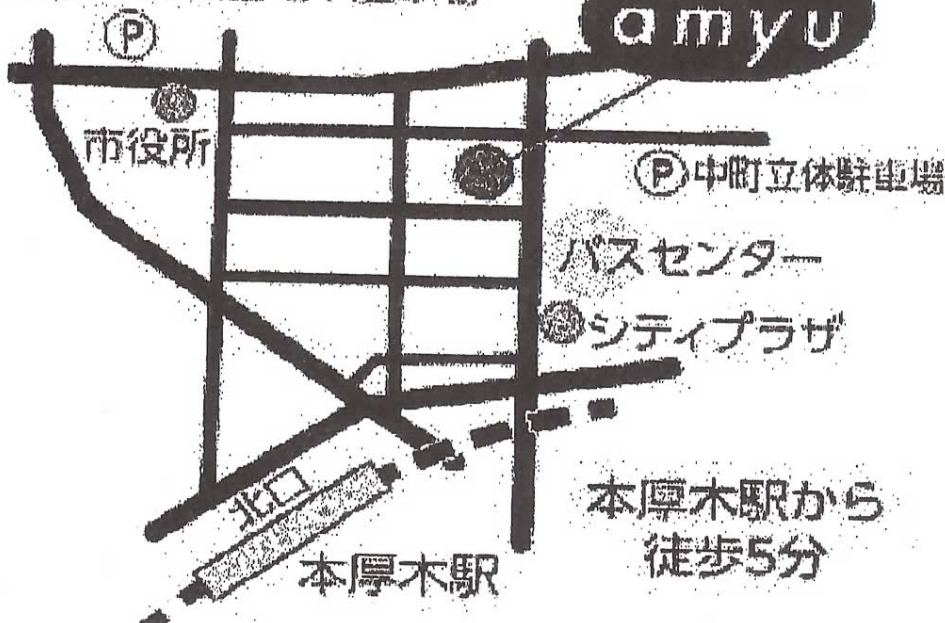 amyu
P
市役所
P 中町立体駐車場
バスセンター
シティプラザ
北口
本厚木駅から
徒歩5分
本厚木駅